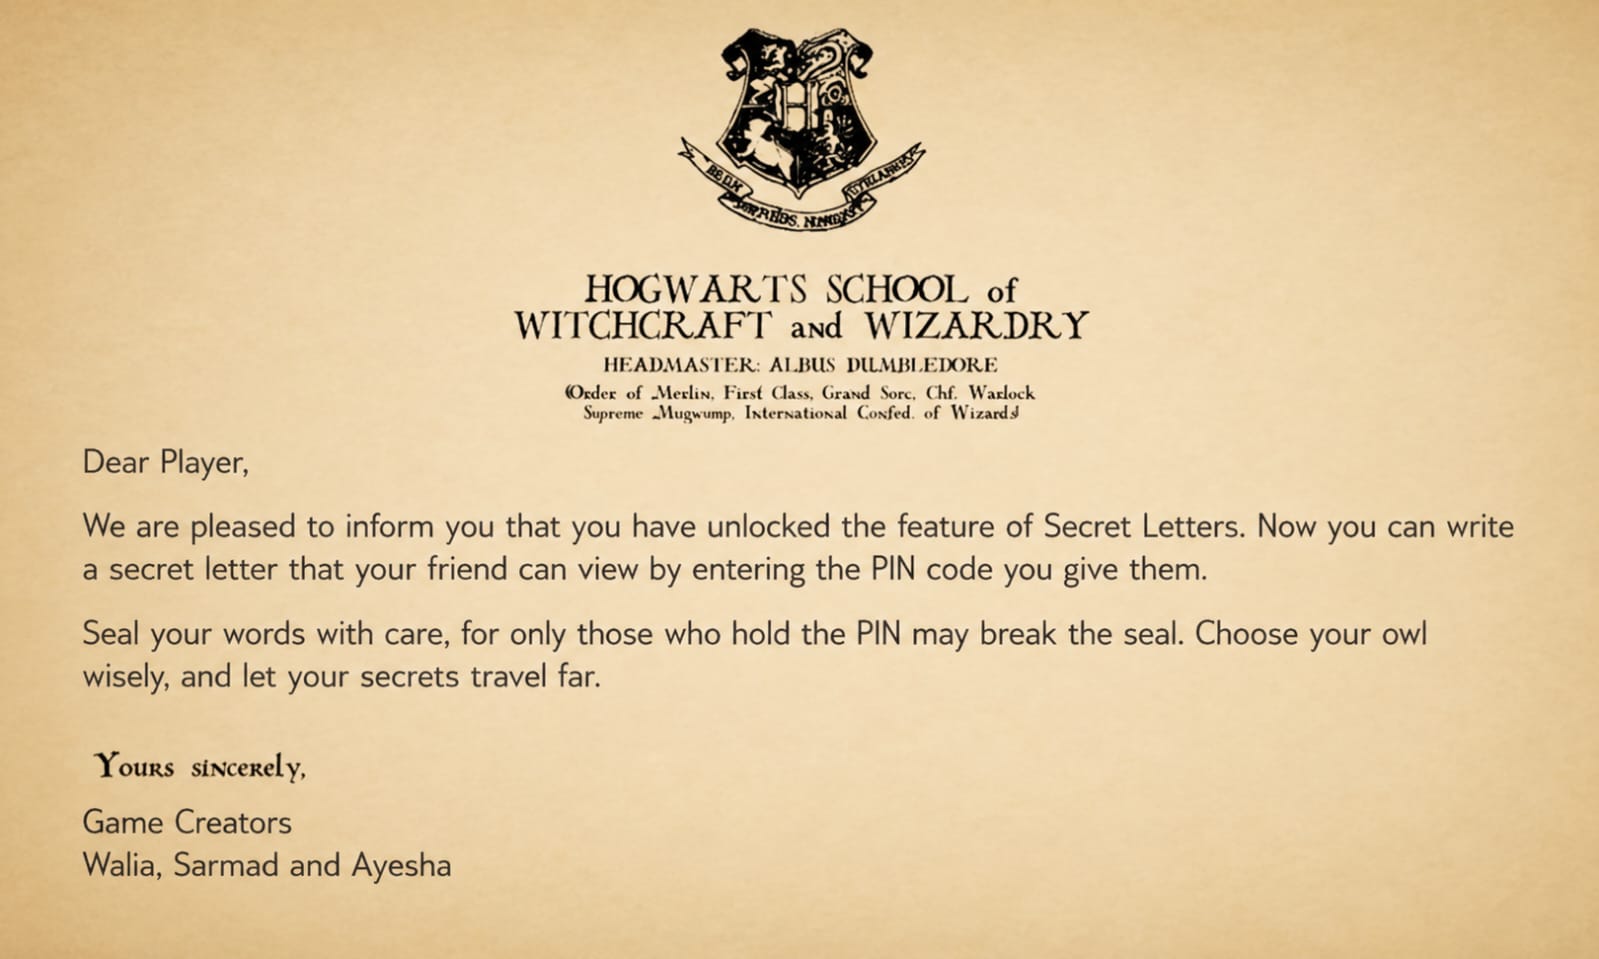 HOGWARTS SCHOOL of
WITCHCRAFT and WIZARDRY
HEADMASTER: ALBUS DUMBLEDORE
(Order of Merlin, First Class, Grand Sorc, Chf. Warlock
Supreme Mugwump, International Confed. of Wizards)
Dear Player,
We are pleased to inform you that you have unlocked the feature of Secret Letters. Now you can write
a secret letter that your friend can view by entering the PIN code you give them.
Seal your words with care, for only those who hold the PIN may break the seal. Choose your owl
wisely, and let your secrets travel far.
Yours sincerely,
Game Creators
Walia, Sarmad and Ayesha